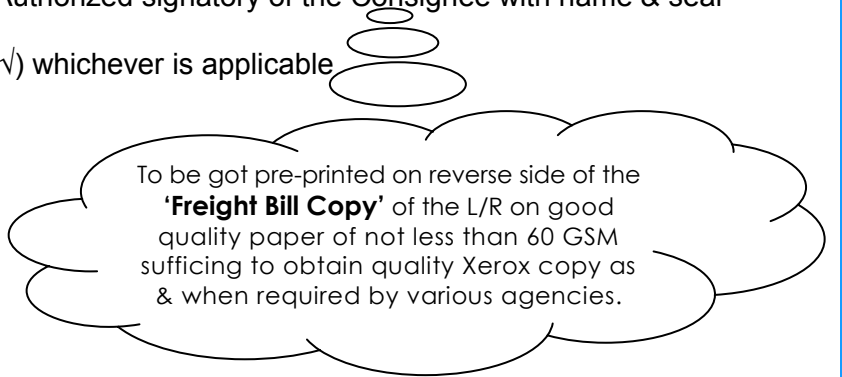 Authorized signatory of the Consignee with name & seal
√) whichever is applicable
To be got pre-printed on reverse side of the
‘Freight Bill Copy’ of the L/R on good
quality paper of not less than 60 GSM
sufficing to obtain quality Xerox copy as
& when required by various agencies.